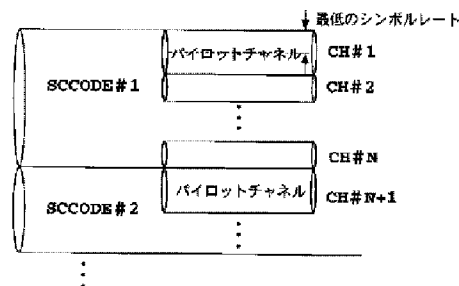 最低のシンボルレート
パイロットチャネル
CH#1
SCCODE#1
CH#2
CH#N
パイロットチャネル
CH#N+1
SCCODE#2